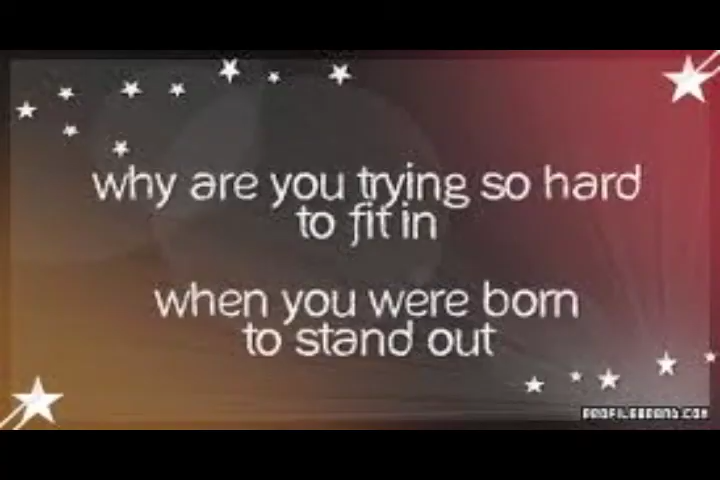 why are you trying so hard
to fit in
when you were born
to stand out